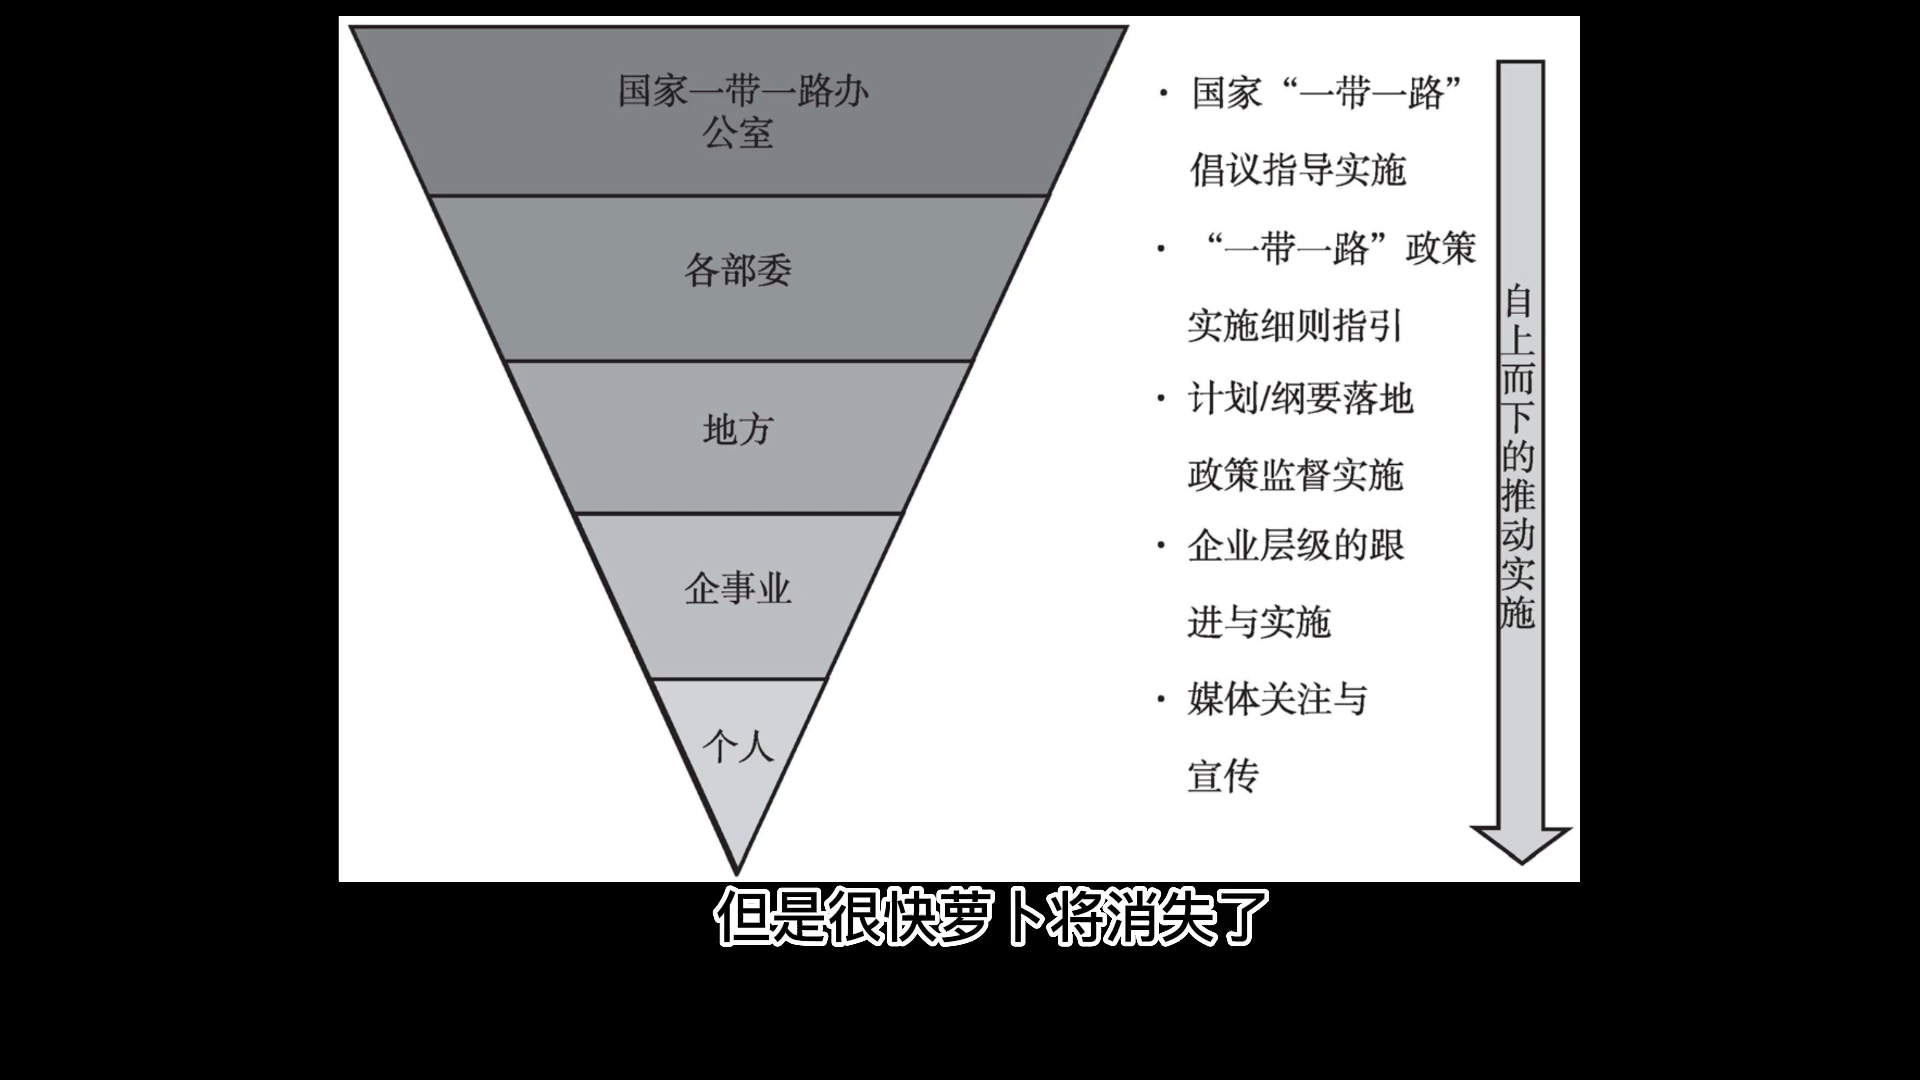 国家一带一路办
公室
各部委
地方
企事业
个人
· 国家“一带一路”
倡议指导实施
· “一带一路”政策
实施细则指引
· 计划/纲要落地
政策监督实施
· 企业层级的跟
进与实施
· 媒体关注与
宣传
自上而下的推动实施
但是很快萝卜将消失了